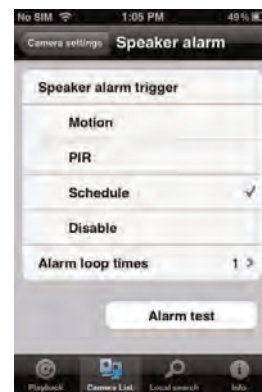 No SIM 1:05 PM 49%
Camera settings Speaker alarm
Speaker alarm trigger
Motion
PIR
Schedule
Disable
Alarm loop times 1
Alarm test
Playback Camera List Local search Info